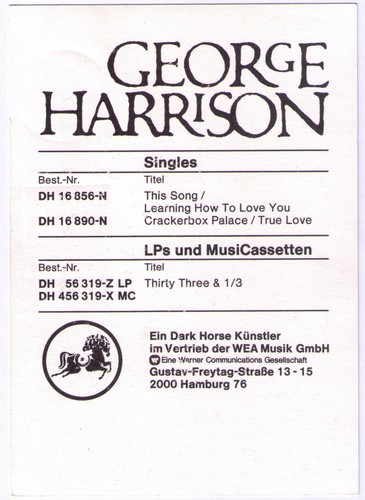 GEORGE
HARRISON
Singles
Best.-Nr. Titel
DH 16 856-N This Song /
Learning How To Love You
DH 16 890-N Crackerbox Palace / True Love
LPs und MusiCassetten
Best.-Nr. Titel
DH 56 319-Z LP Thirty Three & 1/3
DH 456 319-X MC
Ein Dark Horse Künstler
im Vertrieb der WEA Musik GmbH
Eine Warner Communications Gesellschaft
Gustav-Freytag-Straße 13 - 15
2000 Hamburg 76